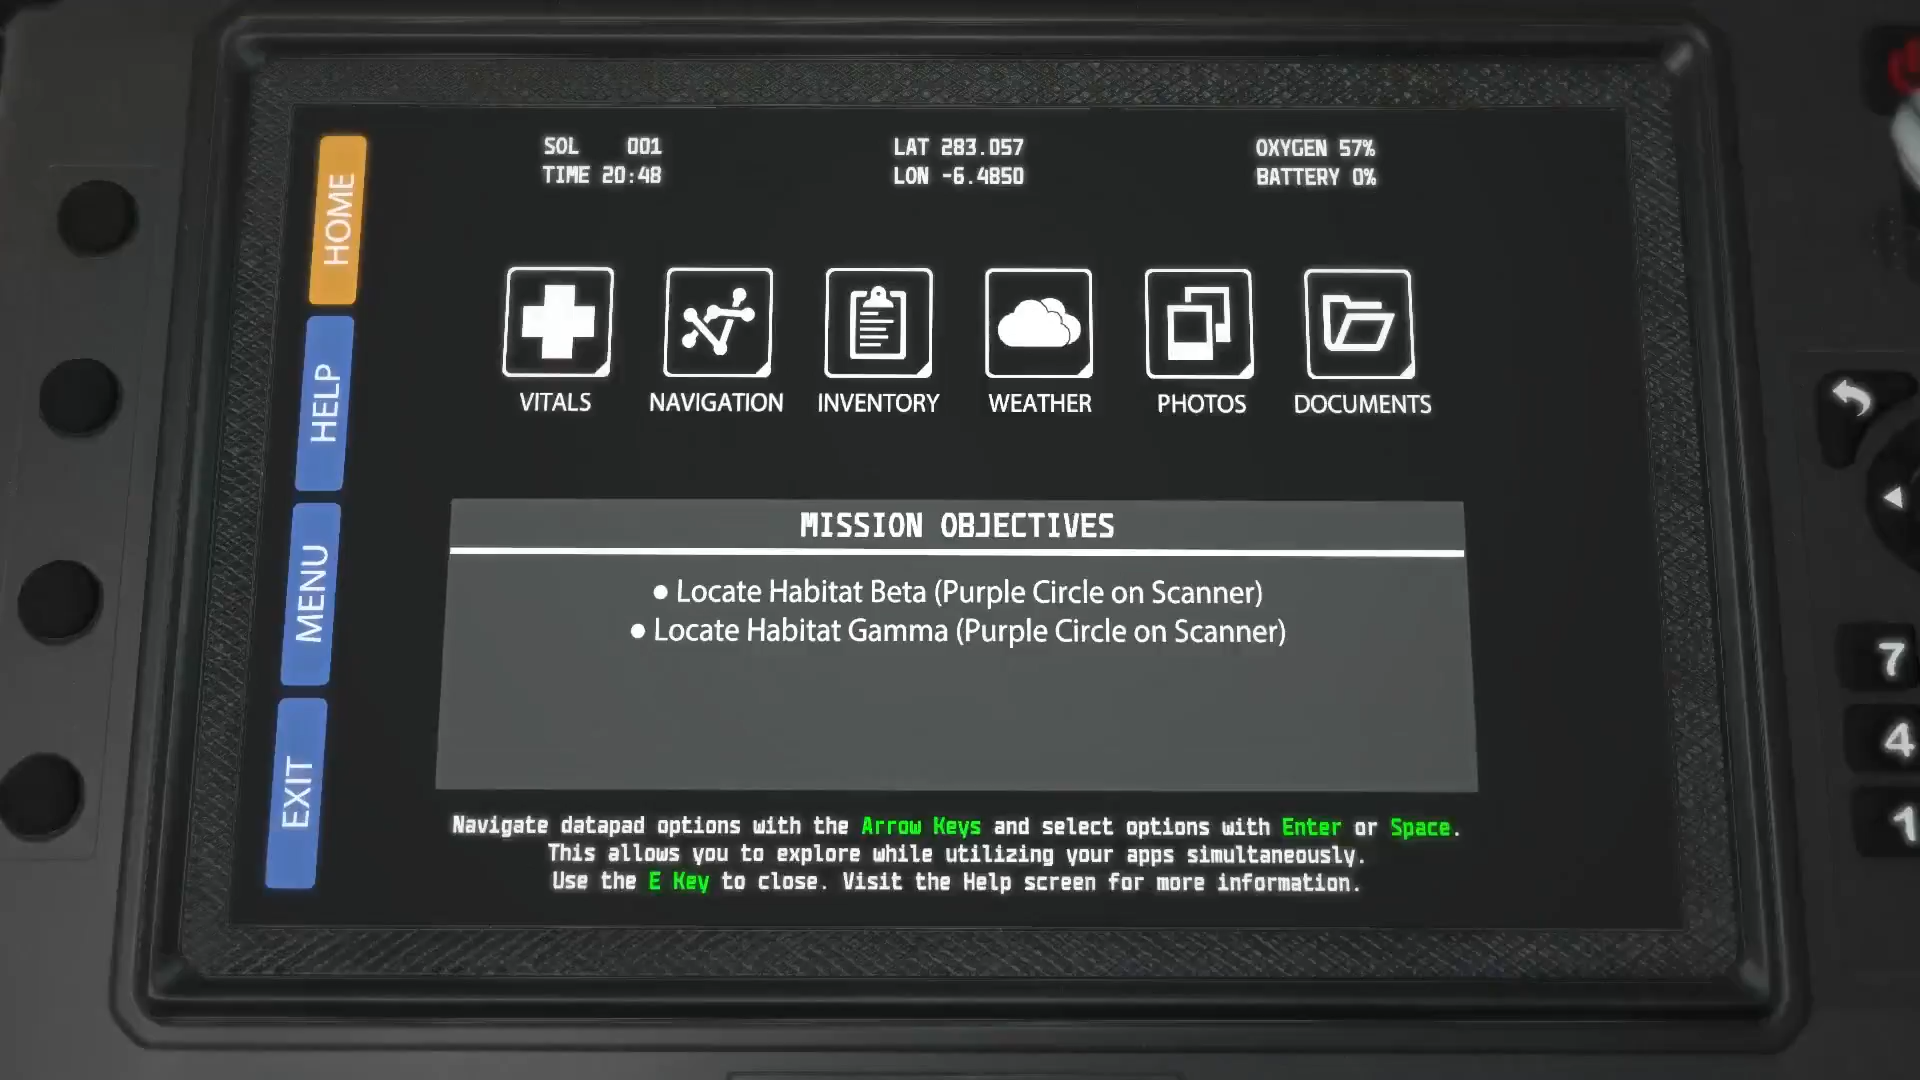 SOL 001
TIME 20:48
LAT 283.057
LON -6.4850
OXYGEN 57%
BATTERY 0%
HOME
HELP
MENU
EXIT
VITALS
NAVIGATION
INVENTORY
WEATHER
PHOTOS
DOCUMENTS
MISSION OBJECTIVES
● Locate Habitat Beta (Purple Circle on Scanner)
● Locate Habitat Gamma (Purple Circle on Scanner)
Navigate datapad options with the Arrow Keys and select options with Enter or Space.
This allows you to explore while utilizing your apps simultaneously.
Use the E Key to close. Visit the Help screen for more information.
7
4
1